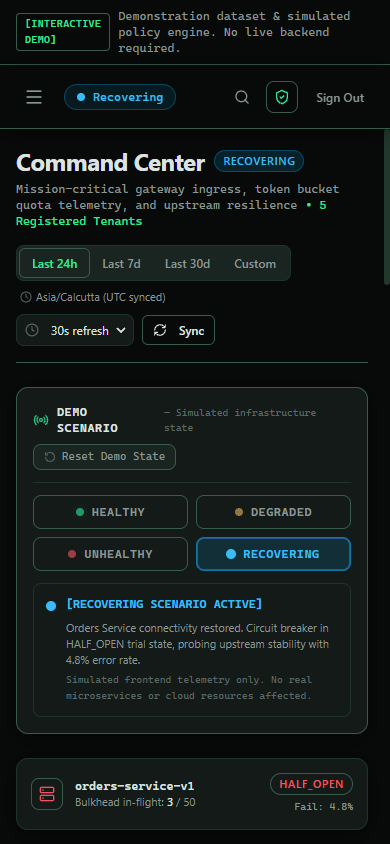 [INTERACTIVE
DEMO]
Demonstration dataset & simulated
policy engine. No live backend
required.
Recovering
Sign Out
Command Center
RECOVERING
Mission-critical gateway ingress, token bucket
quota telemetry, and upstream resilience • 5
Registered Tenants
Last 24h
Last 7d
Last 30d
Custom
Asia/Calcutta (UTC synced)
30s refresh
Sync
DEMO
SCENARIO
— Simulated infrastructure
state
Reset Demo State
HEALTHY
DEGRADED
UNHEALTHY
RECOVERING
[RECOVERING SCENARIO ACTIVE]
Orders Service connectivity restored. Circuit breaker in
HALF_OPEN trial state, probing upstream stability with
4.8% error rate.
Simulated frontend telemetry only. No real
microservices or cloud resources affected.
orders-service-v1
Bulkhead in-flight: 3 / 50
HALF_OPEN
Fail: 4.8%